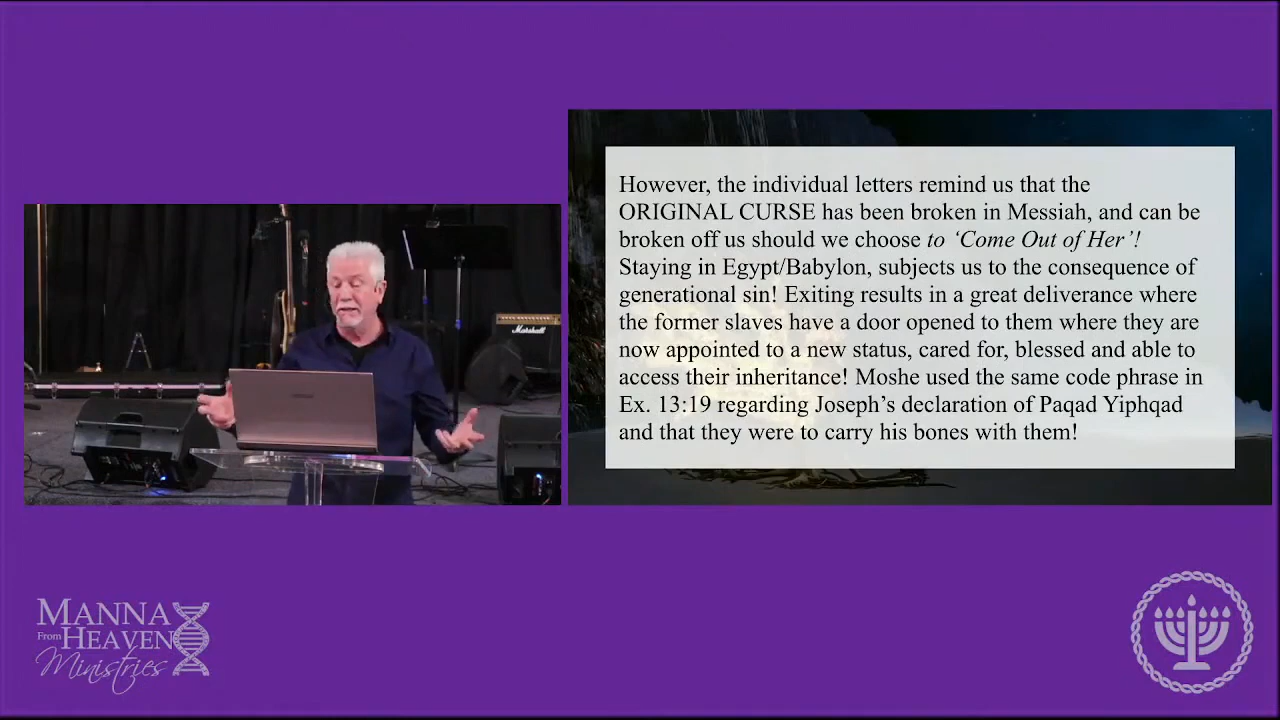 However, the individual letters remind us that the
ORIGINAL CURSE has been broken in Messiah, and can be
broken off us should we choose to ‘Come Out of Her’!
Staying in Egypt/Babylon, subjects us to the consequence of
generational sin! Exiting results in a great deliverance where
the former slaves have a door opened to them where they are
now appointed to a new status, cared for, blessed and able to
access their inheritance! Moshe used the same code phrase in
Ex. 13:19 regarding Joseph’s declaration of Paqad Yiphqad
and that they were to carry his bones with them!
Marshall
MANNA
From HEAVEN
Ministries